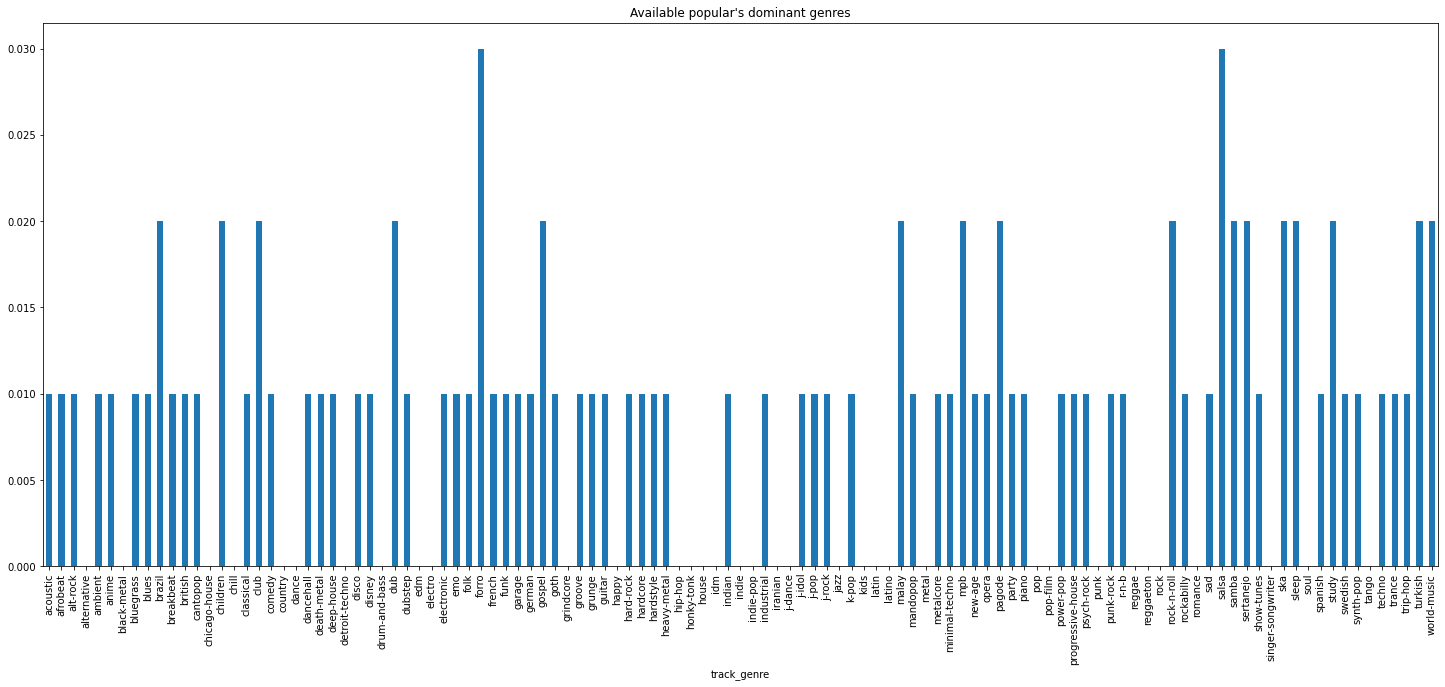 Available popular's dominant genres
0.030
0.025
0.020
0.015
0.010
0.005
0.000
acoustic
afrobeat
alt-rock
alternative
ambient
anime
black-metal
bluegrass
blues
brazil
breakbeat
british
cantopop
chicago-house
children
chill
classical
club
comedy
country
dance
dancehall
death-metal
deep-house
detroit-techno
disco
disney
drum-and-bass
dub
dubstep
edm
electro
electronic
emo
folk
forro
french
funk
garage
german
gospel
goth
grindcore
groove
grunge
guitar
happy
hard-rock
hardcore
hardstyle
heavy-metal
hip-hop
honky-tonk
house
idm
indian
indie
indie-pop
industrial
iranian
j-dance
j-idol
j-pop
j-rock
jazz
k-pop
kids
latin
latino
malay
mandopop
metal
metalcore
minimal-techno
mpb
new-age
opera
pagode
party
piano
pop
pop-film
power-pop
progressive-house
psych-rock
punk
punk-rock
r-n-b
reggae
reggaeton
rock
rock-n-roll
rockabilly
romance
sad
salsa
samba
sertanejo
show-tunes
singer-songwriter
ska
sleep
soul
spanish
study
swedish
synth-pop
tango
techno
trance
trip-hop
turkish
world-music
track_genre